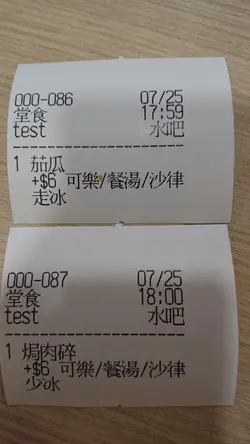 000-086 07/25
堂食 17:59
test 水吧
1 茄瓜
+$6 可樂/餐湯/沙律
走冰
000-087 07/25
堂食 18:00
test 水吧
1 焗肉碎
+$6 可樂/餐湯/沙律
少冰